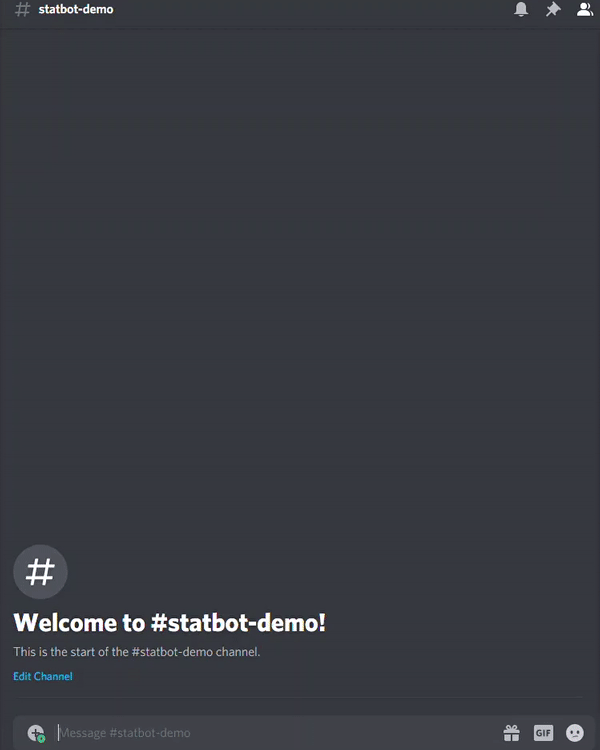 statbot-demo
Welcome to #statbot-demo!
This is the start of the #statbot-demo channel.
Edit Channel
Message #statbot-demo
GIF